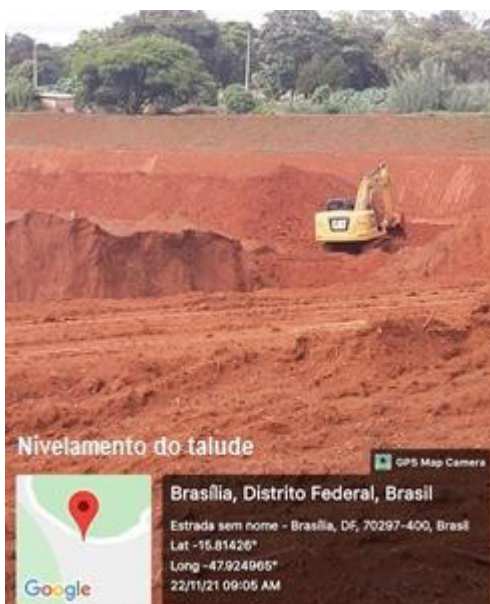 CAT
Nivelamento do talude
GPS Map Camera
Brasília, Distrito Federal, Brasil
Estrada sem nome - Brasília, DF, 70297-400, Brasil
Lat -15.81426°
Long -47.924965°
22/11/21 09:05 AM
Google